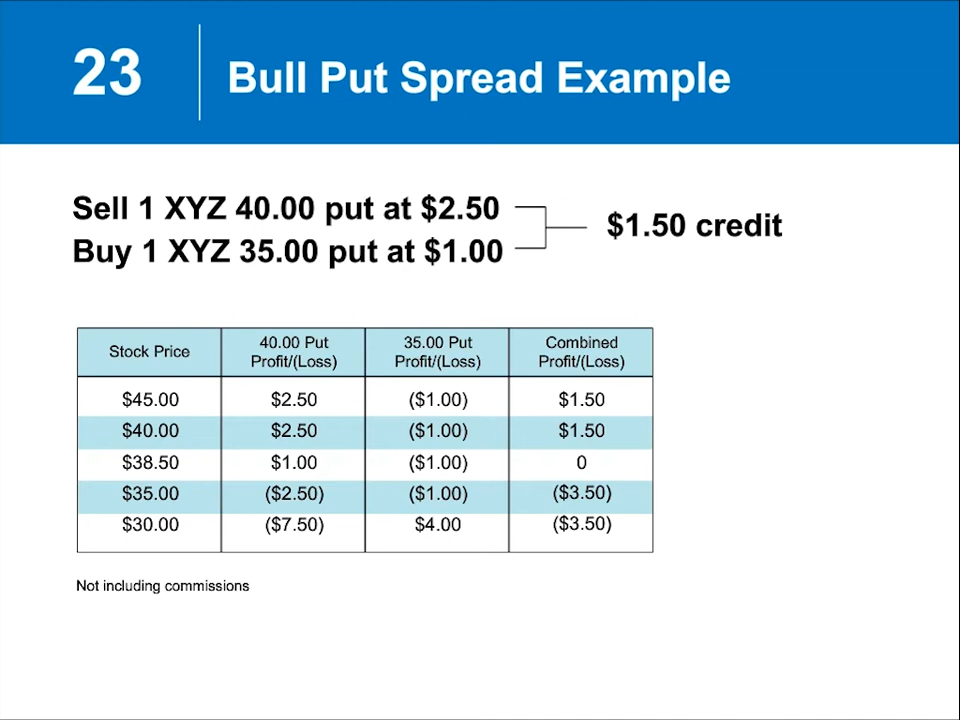 23
Bull Put Spread Example
Sell 1 XYZ 40.00 put at $2.50
Buy 1 XYZ 35.00 put at $1.00
$1.50 credit
Stock Price 40.00 Put Profit/(Loss) 35.00 Put Profit/(Loss) Combined Profit/(Loss)
$45.00 $2.50 ($1.00) $1.50
$40.00 $2.50 ($1.00) $1.50
$38.50 $1.00 ($1.00) 0
$35.00 ($2.50) ($1.00) ($3.50)
$30.00 ($7.50) $4.00 ($3.50)
Not including commissions